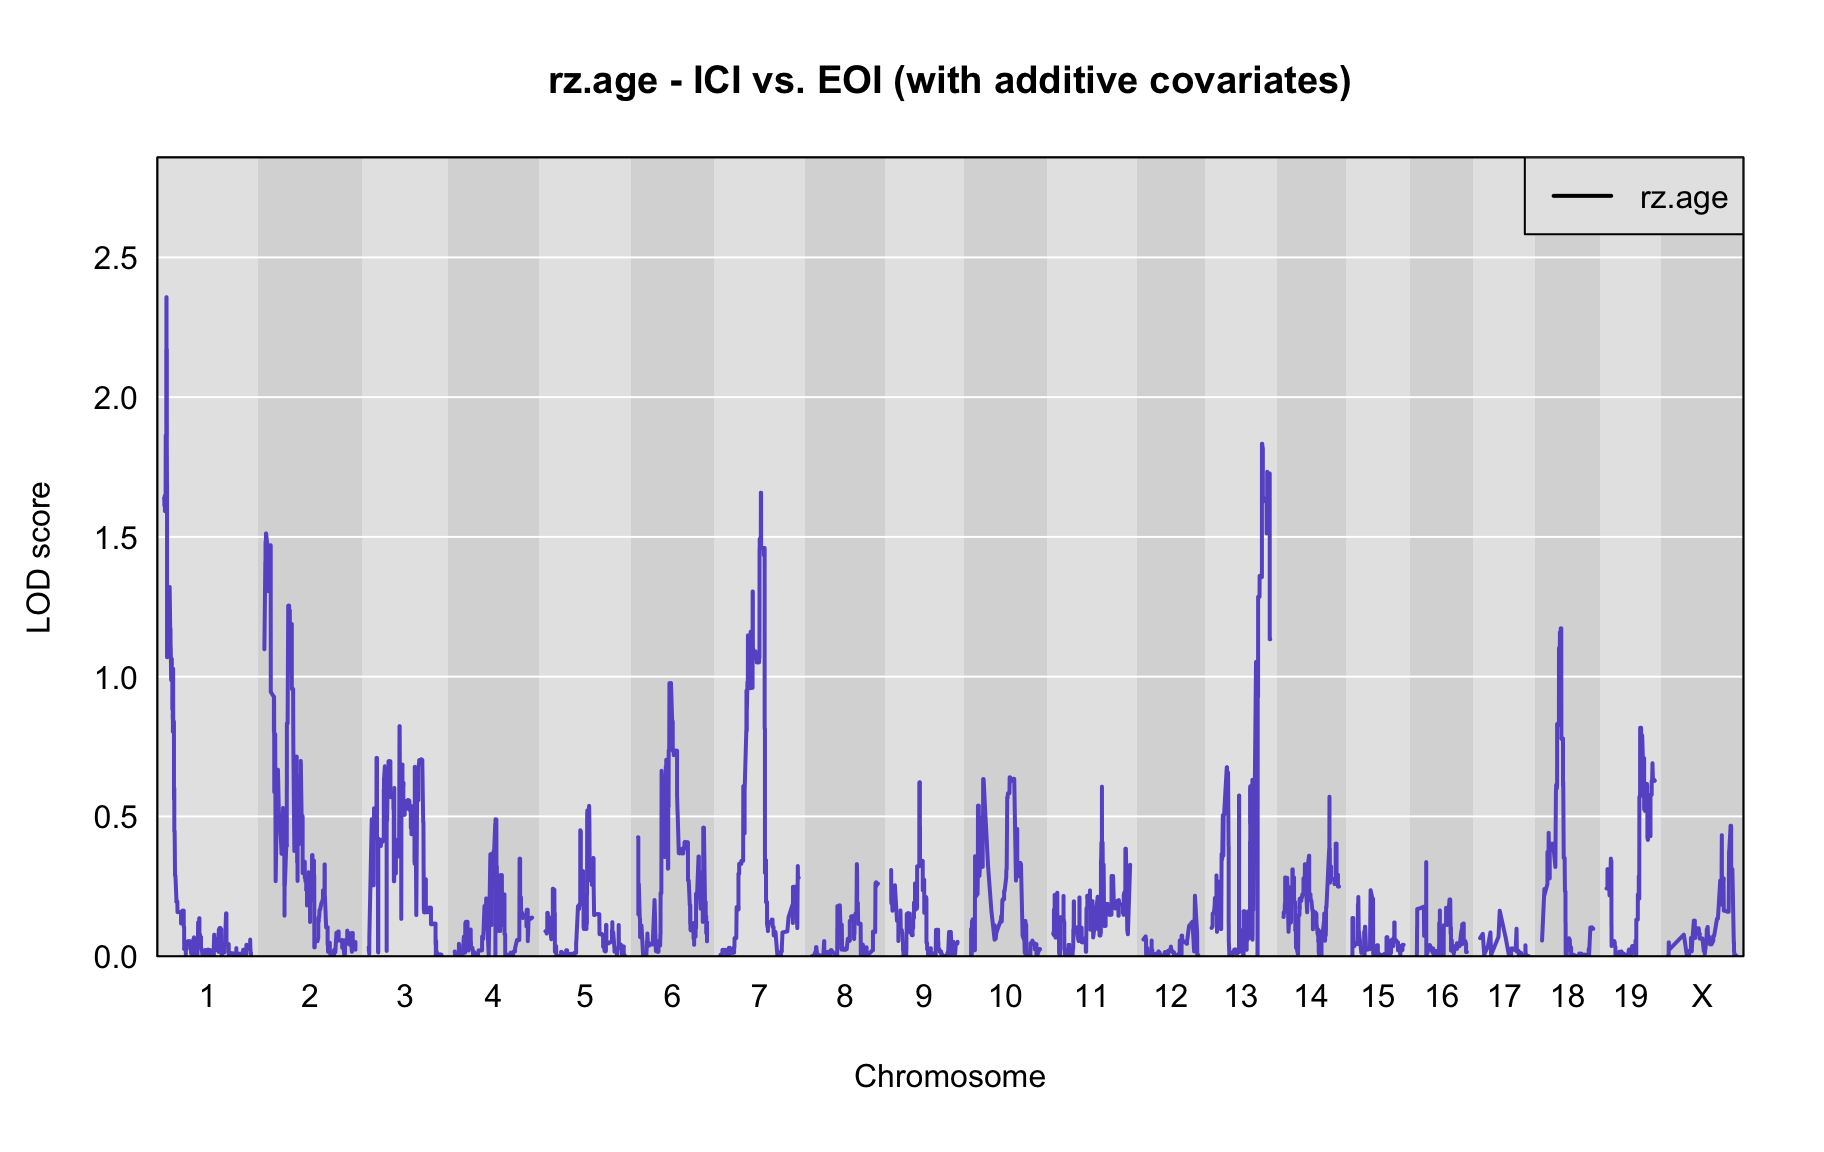 rz.age - ICI vs. EOI (with additive covariates)
rz.age
2.5
2.0
1.5
1.0
0.5
0.0
LOD score
1 2 3 4 5 6 7 8 9 10 11 12 13 14 15 16 17 18 19 X
Chromosome